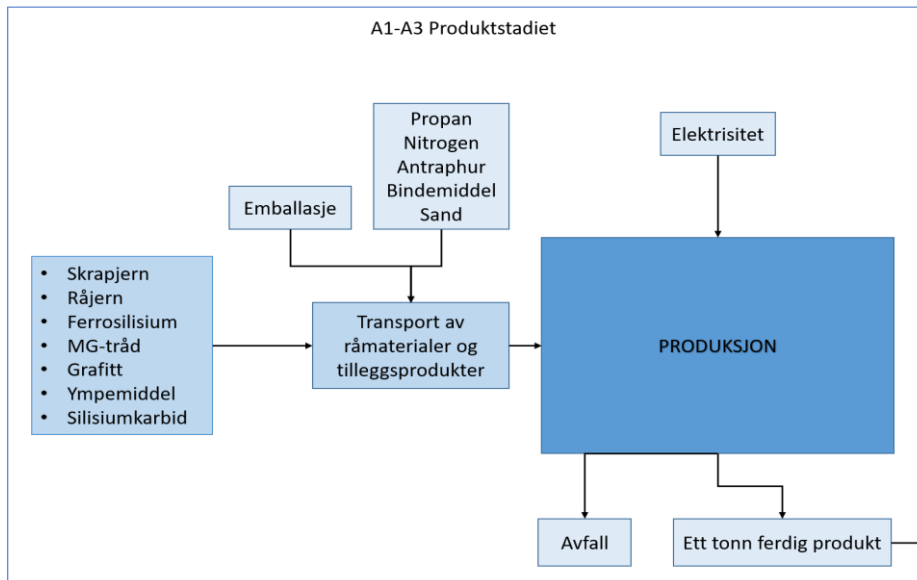 A1-A3 Produktstadiet
Propan
Nitrogen
Antraphur
Bindemiddel
Sand
Elektrisitet
Emballasje
• Skrapjern
• Råjern
• Ferrosilisium
• MG-tråd
• Grafitt
• Ympemiddel
• Silisiumkarbid
Transport av
råmaterialer og
tilleggsprodukter
PRODUKSJON
Avfall
Ett tonn ferdig produkt